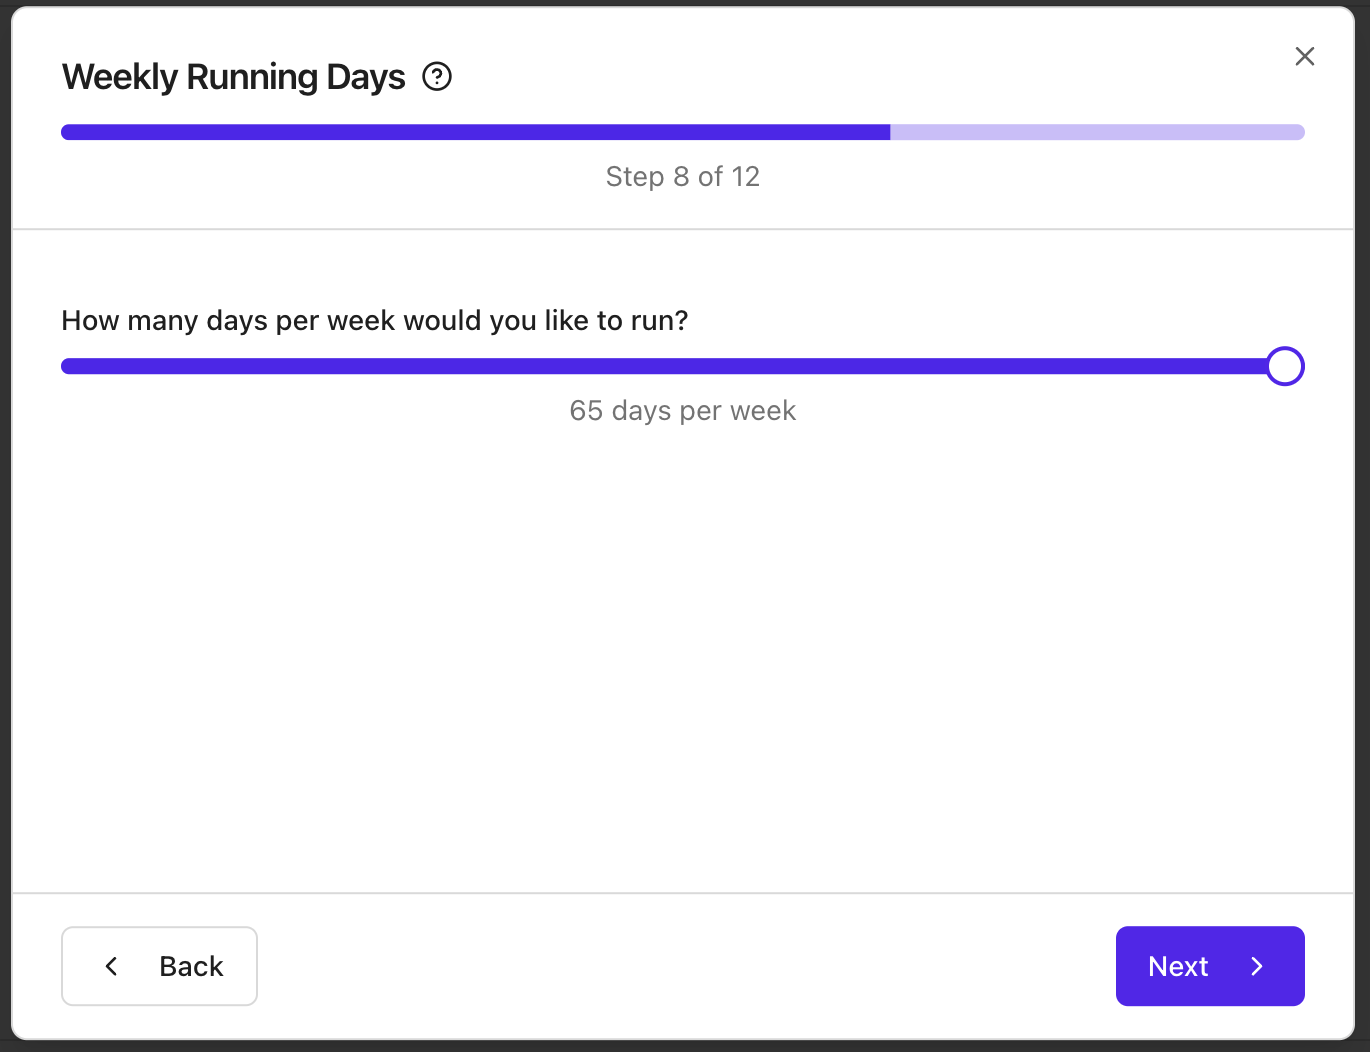 Weekly Running Days
Step 8 of 12
How many days per week would you like to run?
65 days per week
Back
Next